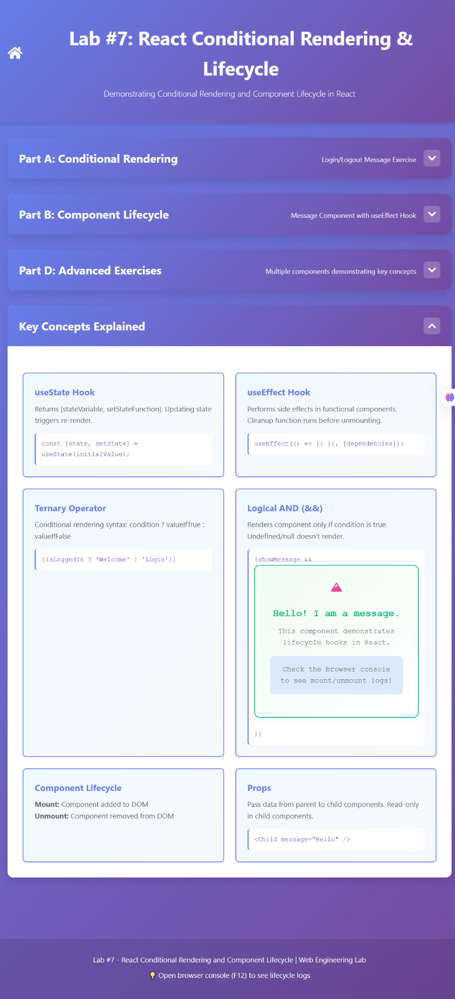 Lab #7: React Conditional Rendering &
Lifecycle
Demonstrating Conditional Rendering and Component Lifecycle in React
Part A: Conditional Rendering
Login/Logout Message Exercise
Part B: Component Lifecycle
Message Component with useEffect Hook
Part D: Advanced Exercises
Multiple components demonstrating key concepts
Key Concepts Explained
useState Hook
Returns [stateVariable, setStateFunction]. Updating state
triggers re-render.
const [state, setState] =
useState(initialValue);
useEffect Hook
Performs side effects in functional components.
Cleanup function runs before unmounting.
useEffect(() => {} {}, [dependencies]);
Ternary Operator
Conditional rendering syntax: condition ? valueIfTrue :
valueIfFalse
{isLoggedIn ? 'Welcome' : 'Login'}}
Logical AND (&&)
Renders component only if condition is true.
Undefined/null doesn't render.
{showMessage &&
Hello! I am a message.
This component demonstrates
lifecycle hooks in React.
Check the browser console
to see mount/unmount logs!
}}
Component Lifecycle
Mount: Component added to DOM
Unmount: Component removed from DOM
Props
Pass data from parent to child components. Read-only
in child components.
<Child message="Hello" />
Lab #7 - React Conditional Rendering and Component Lifecycle | Web Engineering Lab
💡 Open browser console (F12) to see lifecycle logs